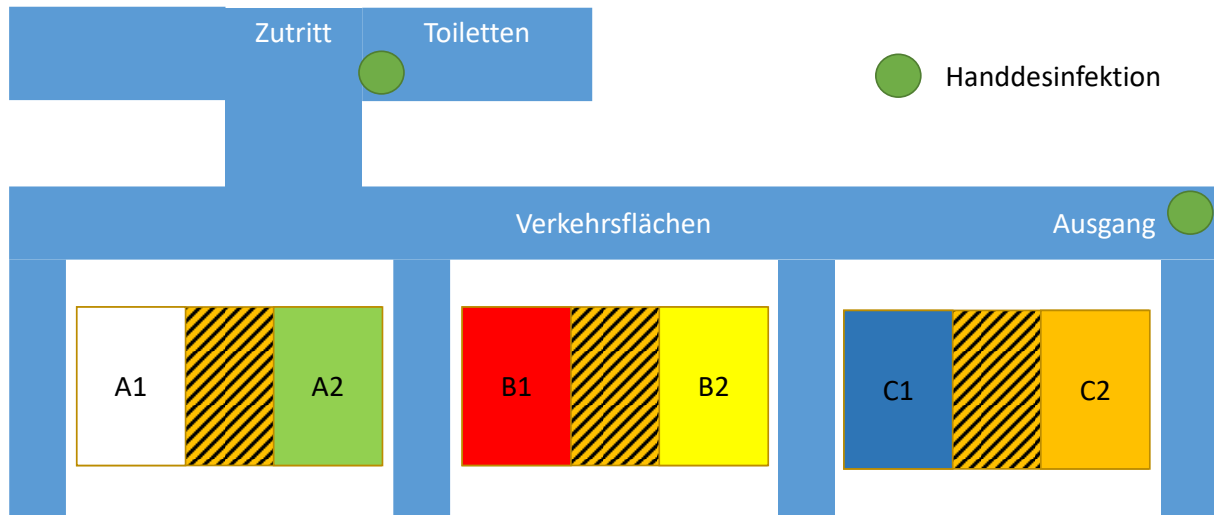 Zutritt
Toiletten
Handdesinfektion
Verkehrsflächen
Ausgang
A1
A2
B1
B2
C1
C2